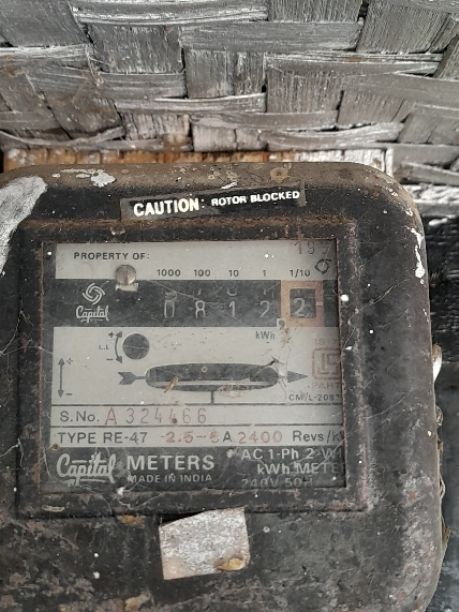 CAUTION: ROTOR BLOCKED
PROPERTY OF:
1000 100 10 1 1/10
Capital
0 8 1 2 2
kWh
L.L
S.No. A 324466
TYPE RE-47 2.5-5A 2400 Revs/k
Capital METERS AC 1-Ph 2-W
MADE IN INDIA kWh METE
240V 50